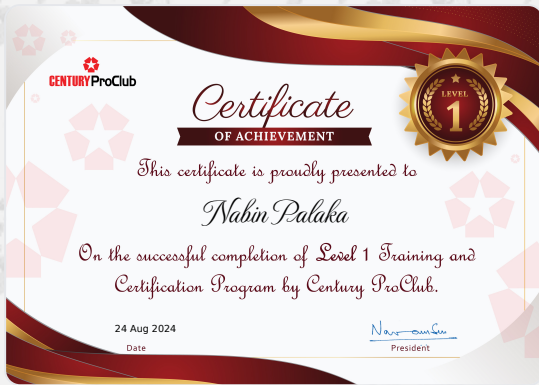 CENTURY ProClub
LEVEL
1
Certificate
OF ACHIEVEMENT
This certificate is proudly presented to
Nabin Palaka
On the successful completion of Level 1 Training and
Certification Program by Century ProClub.
24 Aug 2024
Date
President